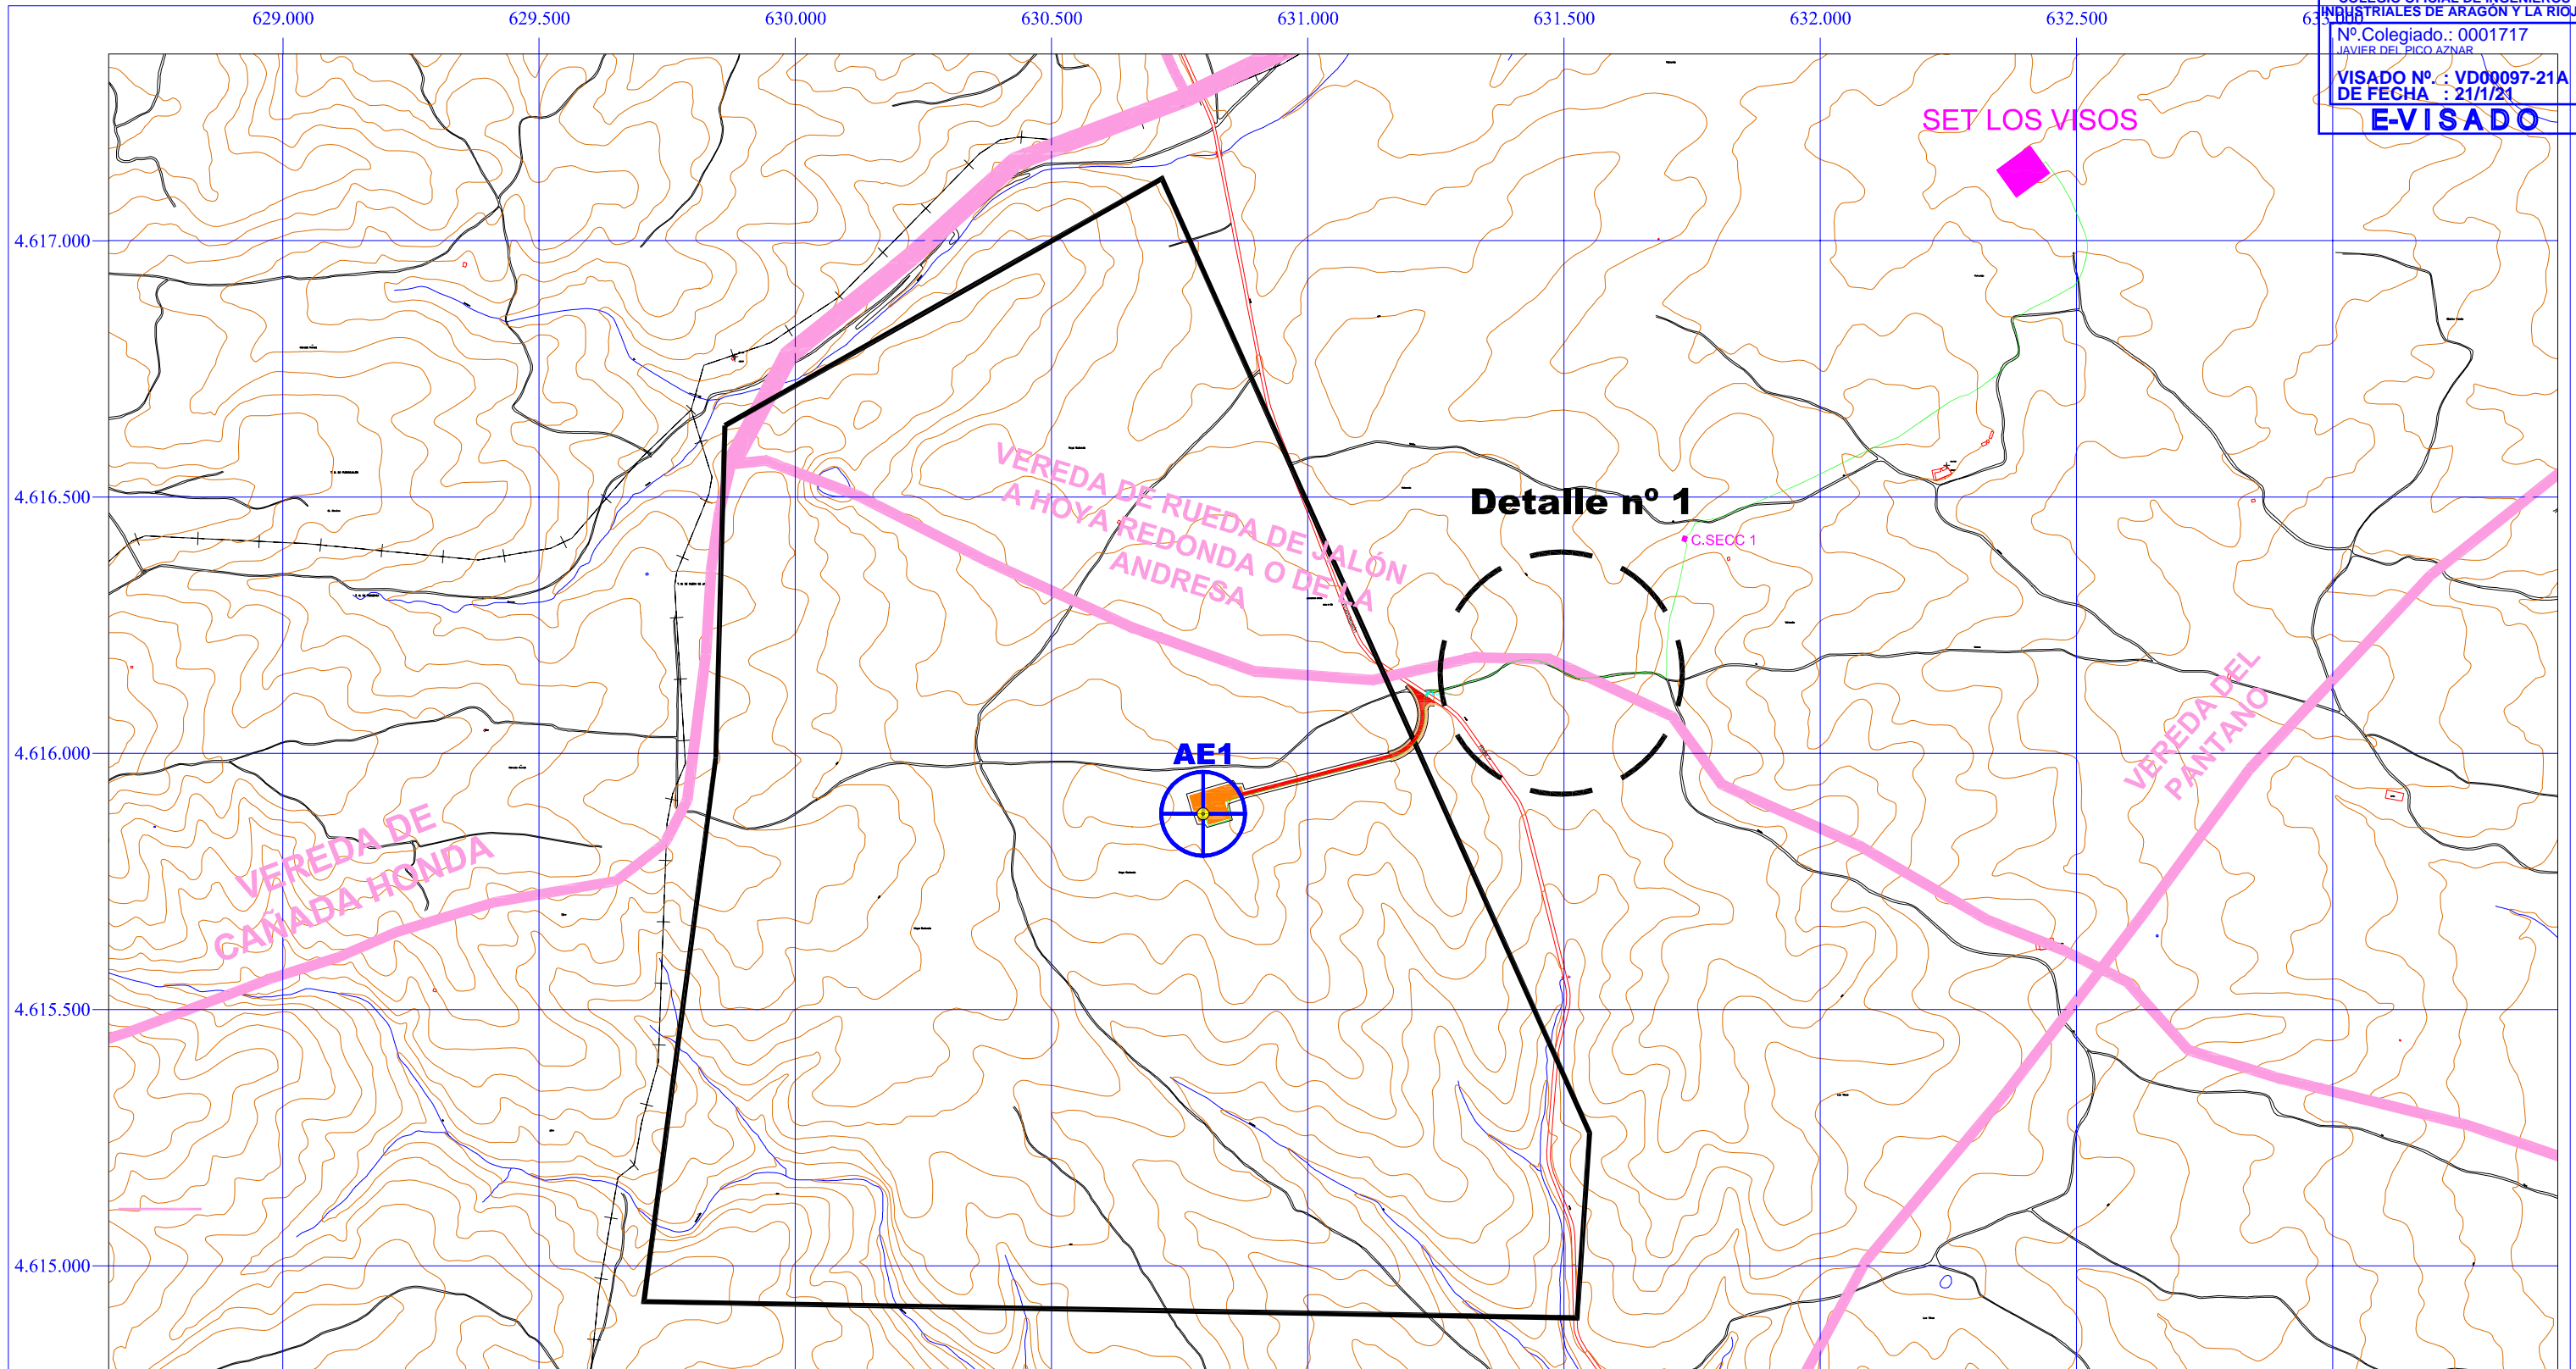 629.000
629.500
630.000
630.500
631.000
631.500
632.000
632.500
633.000
INDUSTRIALES DE ARAGÓN Y LA RIOJ
Nº.Colegiado.: 0001717
JAVIER DEL PICO AZNAR
VISADO Nº. : VD00097-21A
DE FECHA : 21/1/21
E-VISADO
SET LOS VISOS
4.617.000
4.616.500
4.616.000
4.615.500
4.615.000
VEREDA DE RUEDA DE JALÓN
A HOYA REDONDA O DE LA
ANDRESA
Detalle nº 1
C.SECC 1
AE1
VEREDA DEL
PANTANO
VEREDA DE
CAÑADA HONDA